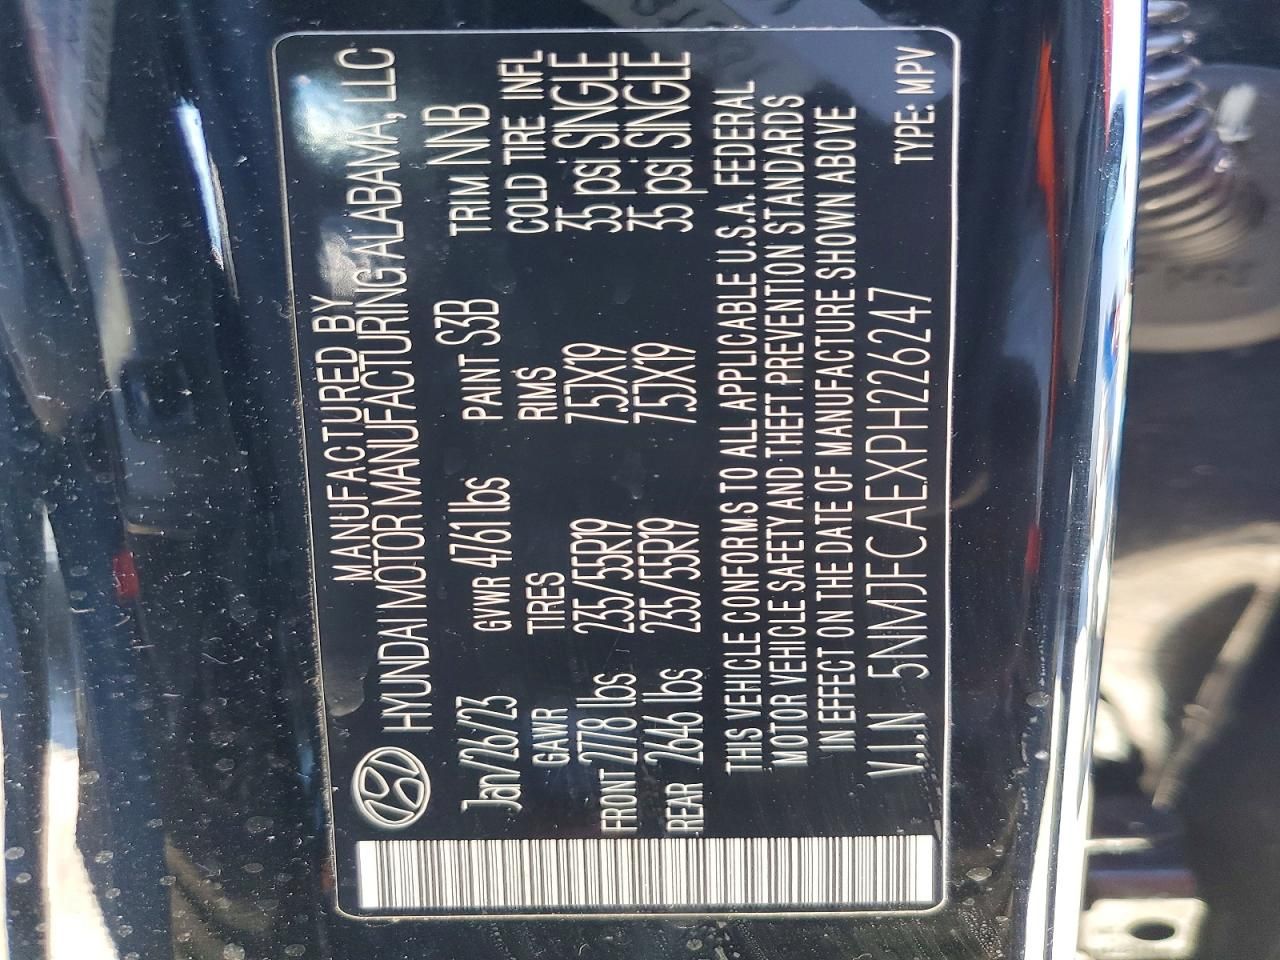 MANUFACTURED BY
HYUNDAI MOTOR MANUFACTURING ALABAMA, LLC
Jan/26/23 GVWR 4761 lbs PAINT S3B TRIM NNB
GAWR TIRES RIMS COLD TIRE INFL
FRONT 2778 lbs 235/55R19 7.5JX19 35 psi SINGLE
REAR 2646 lbs 235/55R19 7.5JX19 35 psi SINGLE
THIS VEHICLE CONFORMS TO ALL APPLICABLE U.S.A. FEDERAL
MOTOR VEHICLE SAFETY AND THEFT PREVENTION STANDARDS
IN EFFECT ON THE DATE OF MANUFACTURE SHOWN ABOVE
V.I.N 5NMJFCAEXPH226247 TYPE: MPV